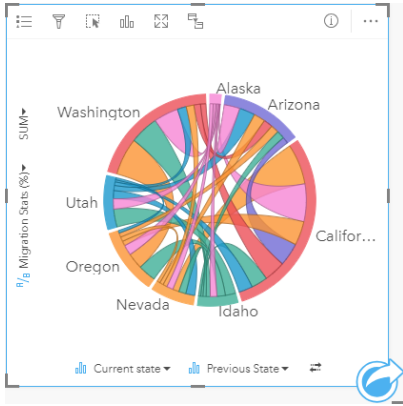 Alaska
Arizona
Washington
Utah
Califor...
Oregon
Nevada
Idaho
SUM
A/B Migration Stats (%)
Current state
Previous State